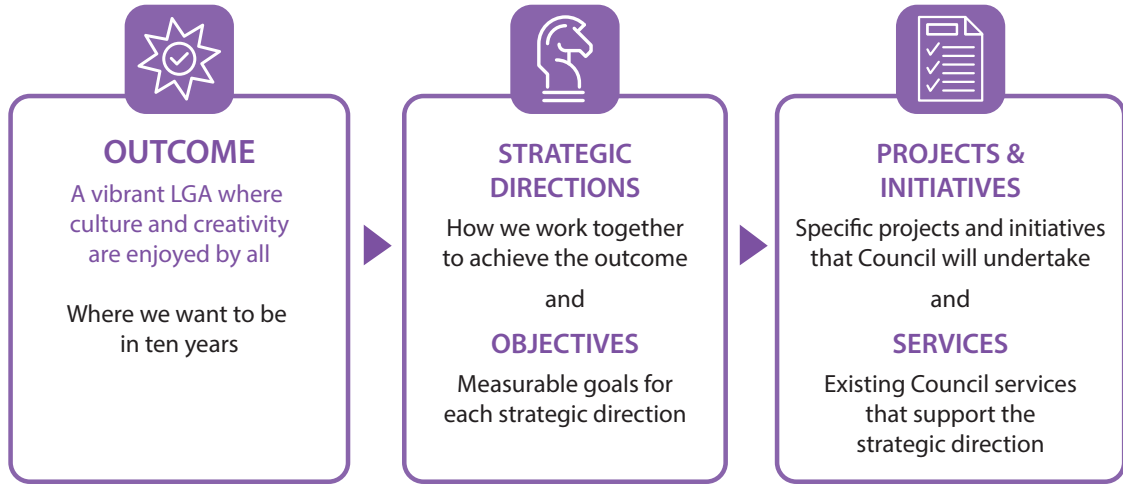 OUTCOME
A vibrant LGA where
culture and creativity
are enjoyed by all
Where we want to be
in ten years
STRATEGIC
DIRECTIONS
How we work together
to achieve the outcome
and
OBJECTIVES
Measurable goals for
each strategic direction
PROJECTS &
INITIATIVES
Specific projects and initiatives
that Council will undertake
and
SERVICES
Existing Council services
that support the
strategic direction